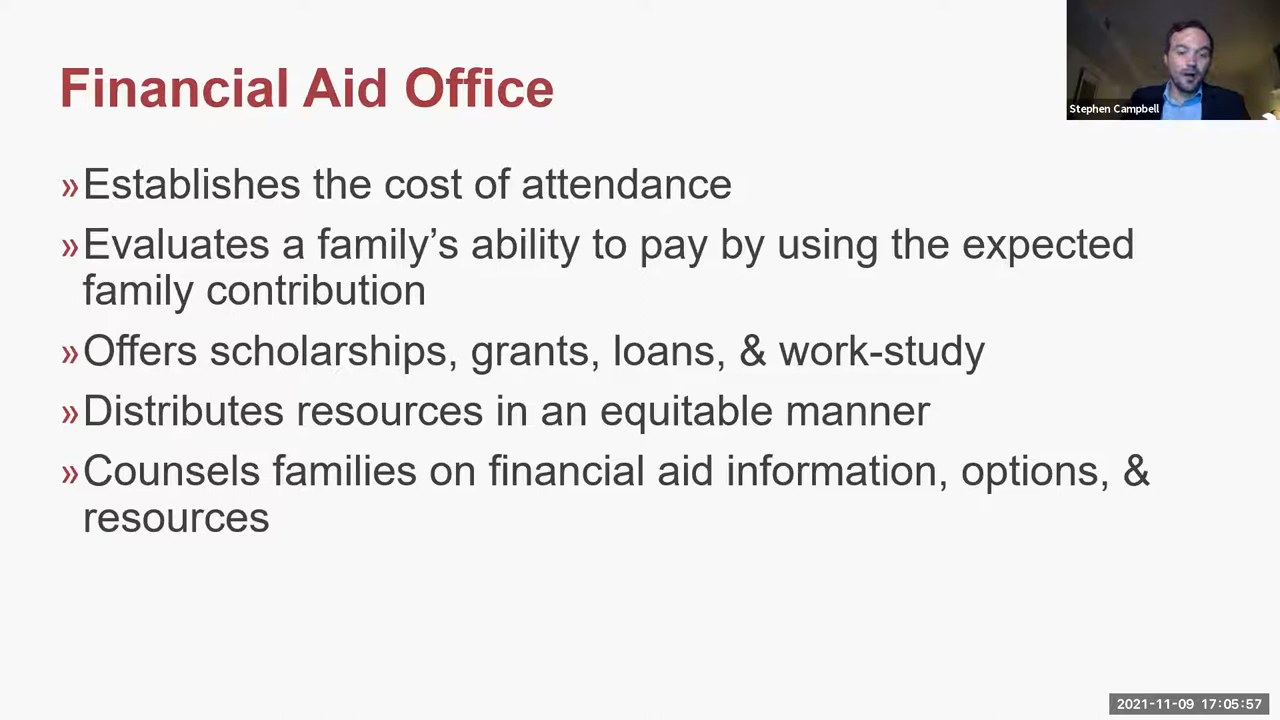 Financial Aid Office
Stephen Campbell
»Establishes the cost of attendance
»Evaluates a family’s ability to pay by using the expected
family contribution
»Offers scholarships, grants, loans, & work-study
»Distributes resources in an equitable manner
»Counsels families on financial aid information, options, &
resources
2021-11-09 17:05:57